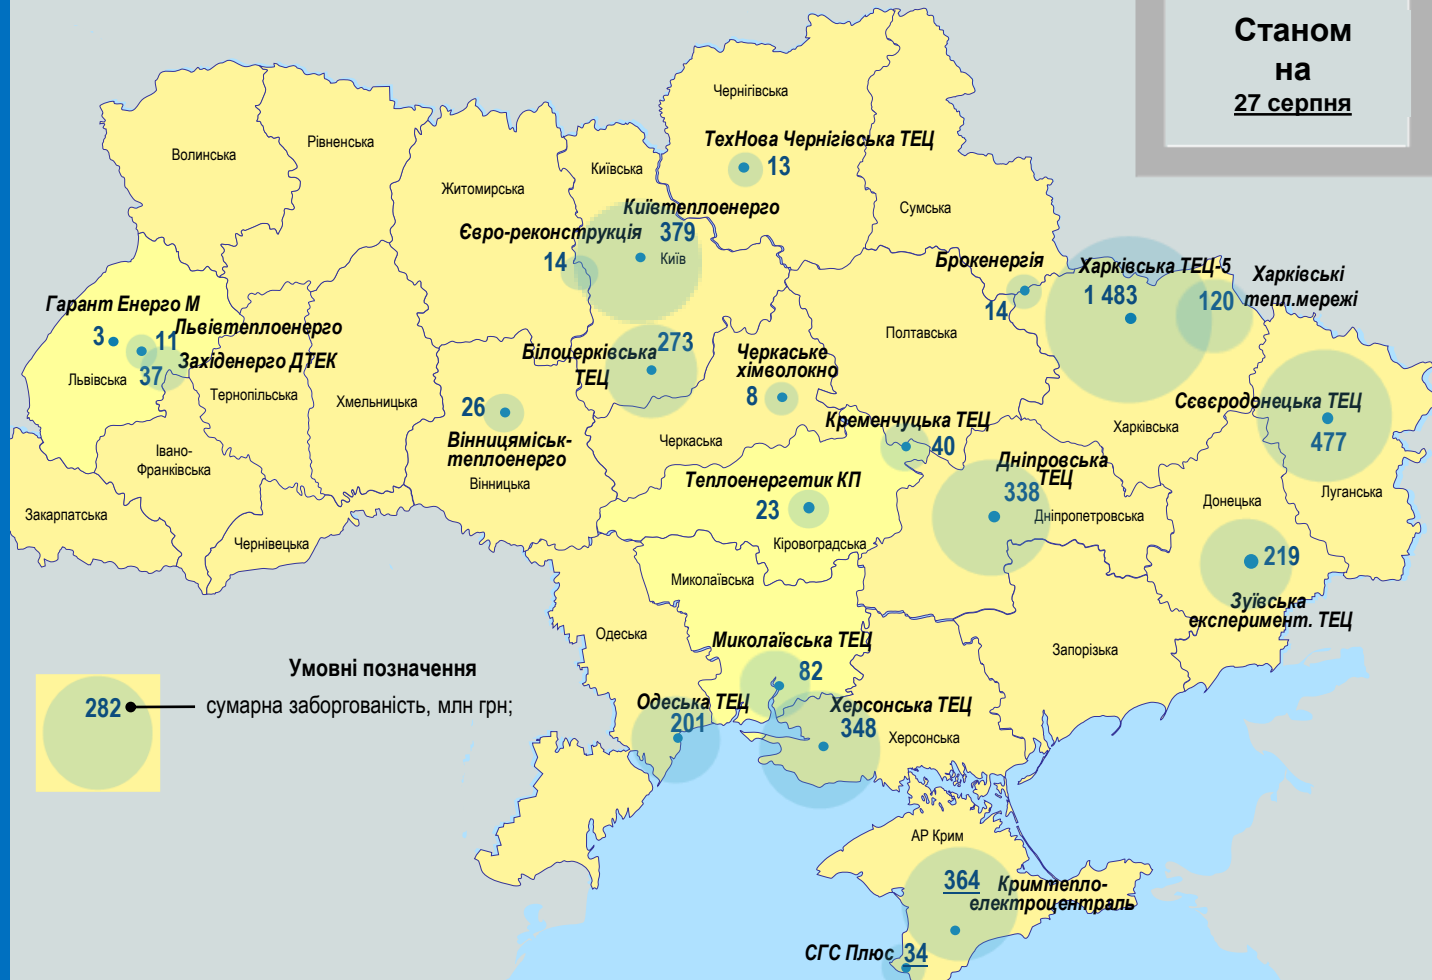 Станом
на
27 серпня
Чернігівська
ТехНова Чернігівська ТЕЦ
13
Волинська
Рівненська
Київська
Житомирська
Сумська
Київтеплоенерго
379
Київ
Євро-реконструкція
14
Брокенергія
14
Харківська ТЕЦ-5
1 483
120
Харківські
тепл.мережі
Гарант Енерго М
3
11
Львівтеплоенерго
Західенерго ДТЕК
37
Львівська
Тернопільська
Хмельницька
Білоцерківська
ТЕЦ
273
Черкаське
хімволокно
8
Полтавська
26
Вінницяміськ-
теплоенерго
Вінницька
Черкаська
Кременчуцька ТЕЦ
40
Харківська
Сєвєродонецька ТЕЦ
477
Луганська
Івано-
Франківська
Закарпатська
Чернівецька
Теплоенергетик КП
23
Кіровоградська
Дніпровська
ТЕЦ
338
Дніпропетровська
Донецька
219
Зуївська
експеримент. ТЕЦ
Миколаївська
Одеська
Миколаївська ТЕЦ
82
Запорізька
Одеська ТЕЦ
201
Херсонська ТЕЦ
348
Херсонська
Умовні позначення
282
сумарна заборгованість, млн грн;
АР Крим
364
Кримтепло-
електроцентраль
СГС Плюс
34